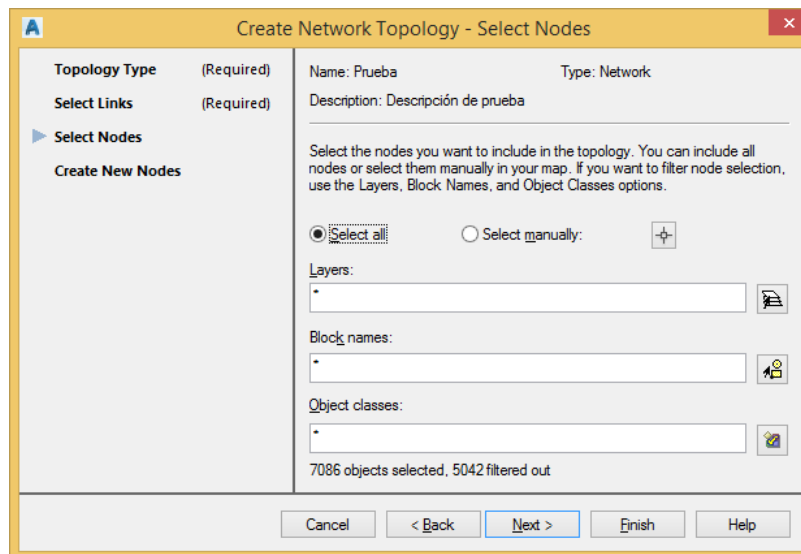 Create Network Topology - Select Nodes
Topology Type (Required)
Select Links (Required)
Select Nodes
Create New Nodes
Name: Prueba Type: Network
Description: Descripción de prueba
Select the nodes you want to include in the topology. You can include all
nodes or select them manually in your map. If you want to filter node selection,
use the Layers, Block Names, and Object Classes options.
Select all Select manually:
Layers:
*
Block names:
*
Object classes:
*
7086 objects selected, 5042 filtered out
Cancel < Back Next > Finish Help